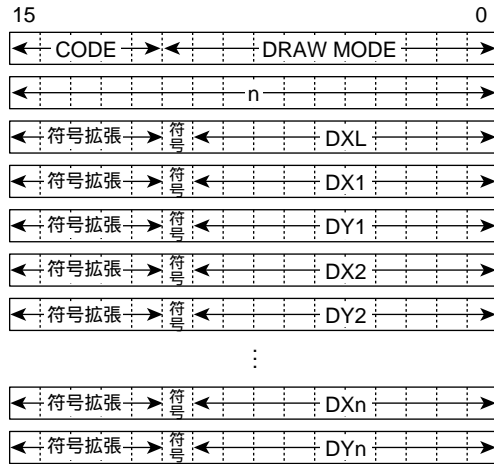 15 0
CODE DRAW MODE
n
符号拡張 符号 DXL
符号拡張 符号 DX1
符号拡張 符号 DY1
符号拡張 符号 DX2
符号拡張 符号 DY2
⋮
符号拡張 符号 DXn
符号拡張 符号 DYn